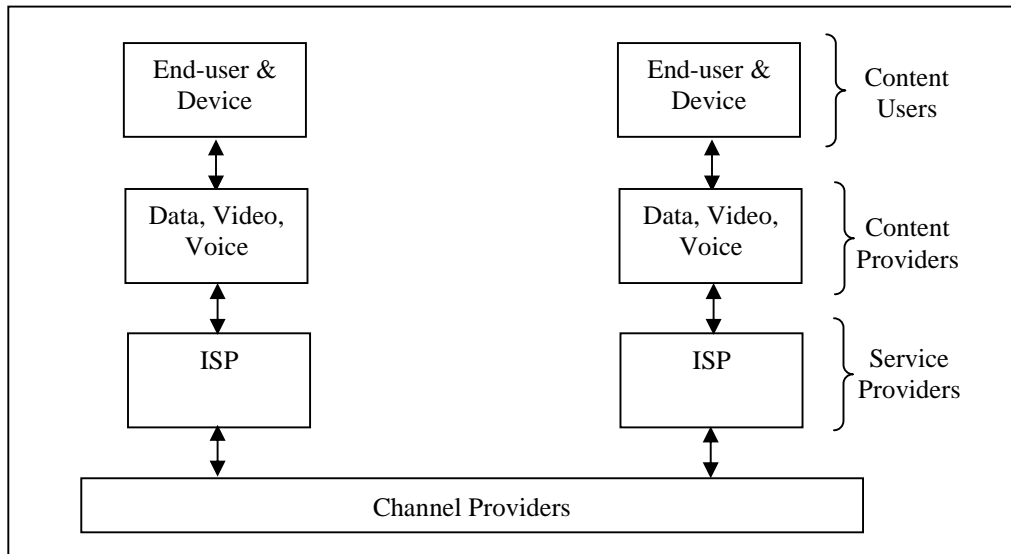 End-user &
Device
End-user &
Device
Content
Users
Data, Video,
Voice
Data, Video,
Voice
Content
Providers
ISP
ISP
Service
Providers
Channel Providers